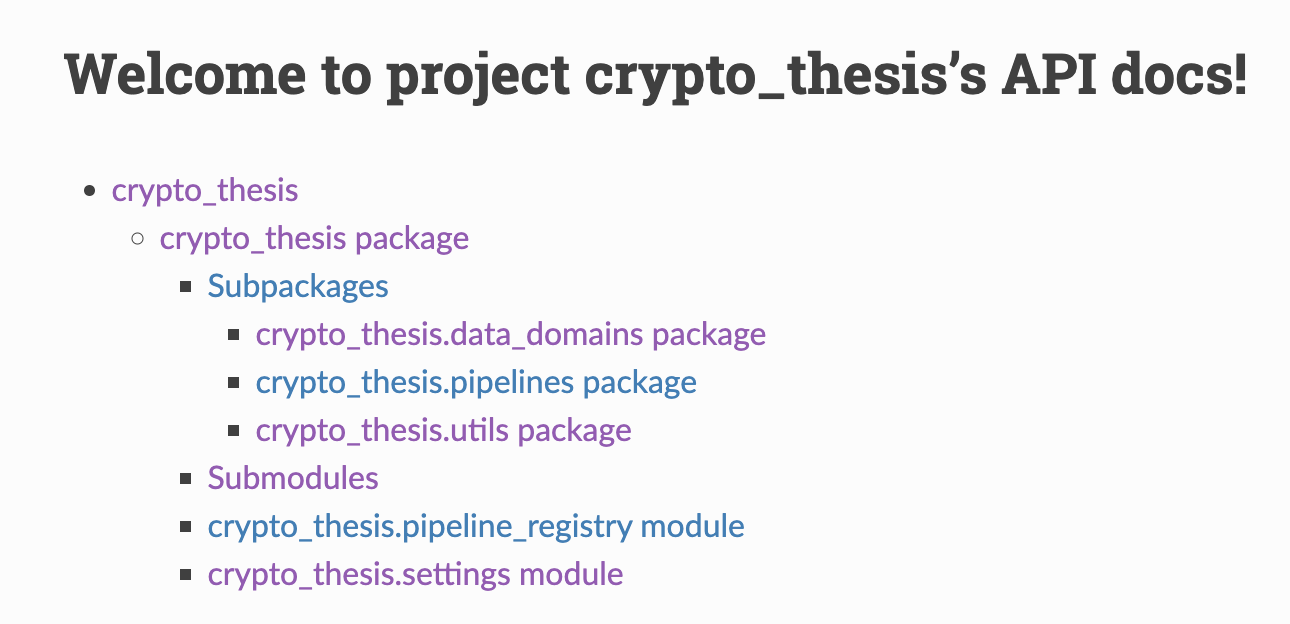 Welcome to project crypto_thesis’s API docs!
crypto_thesis
crypto_thesis package
Subpackages
crypto_thesis.data_domains package
crypto_thesis.pipelines package
crypto_thesis.utils package
Submodules
crypto_thesis.pipeline_registry module
crypto_thesis.settings module